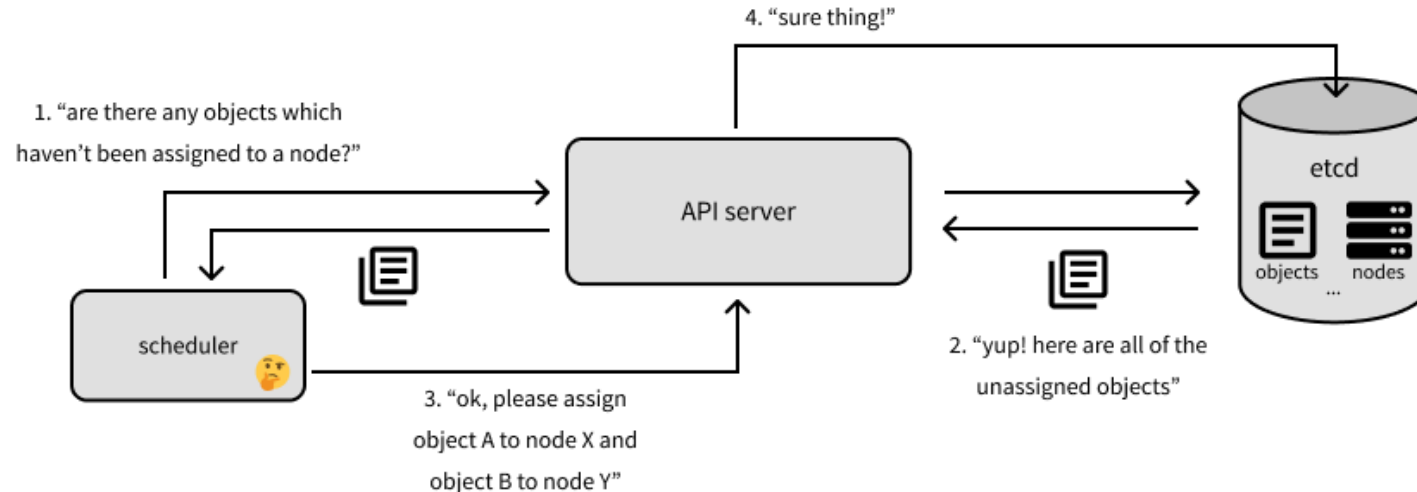 4. “sure thing!”
1. “are there any objects which
haven’t been assigned to a node?”
API server
etcd
objects
nodes
...
scheduler
2. “yup! here are all of the
unassigned objects”
3. “ok, please assign
object A to node X and
object B to node Y”